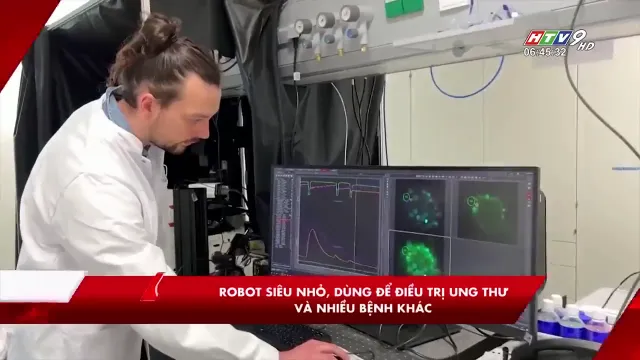 HTV9 HD
06:45:32
ROBOT SIÊU NHỎ, DÙNG ĐỂ ĐIỀU TRỊ UNG THƯ
VÀ NHIỀU BỆNH KHÁC